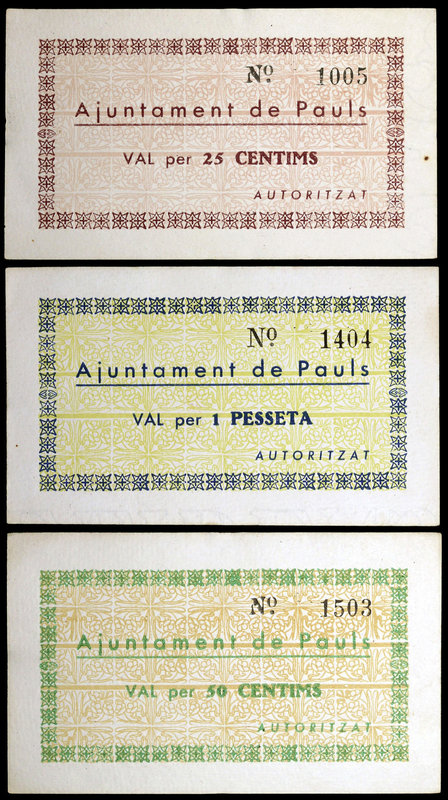 Nº 1005
Ajuntament de Pauls
VAL per 25 CENTIMS
AUTORITZAT
Nº 1404
Ajuntament de Pauls
VAL per 1 PESSETA
AUTORITZAT
Nº 1503
Ajuntament de Pauls
VAL per 50 CENTIMS
AUTORITZAT